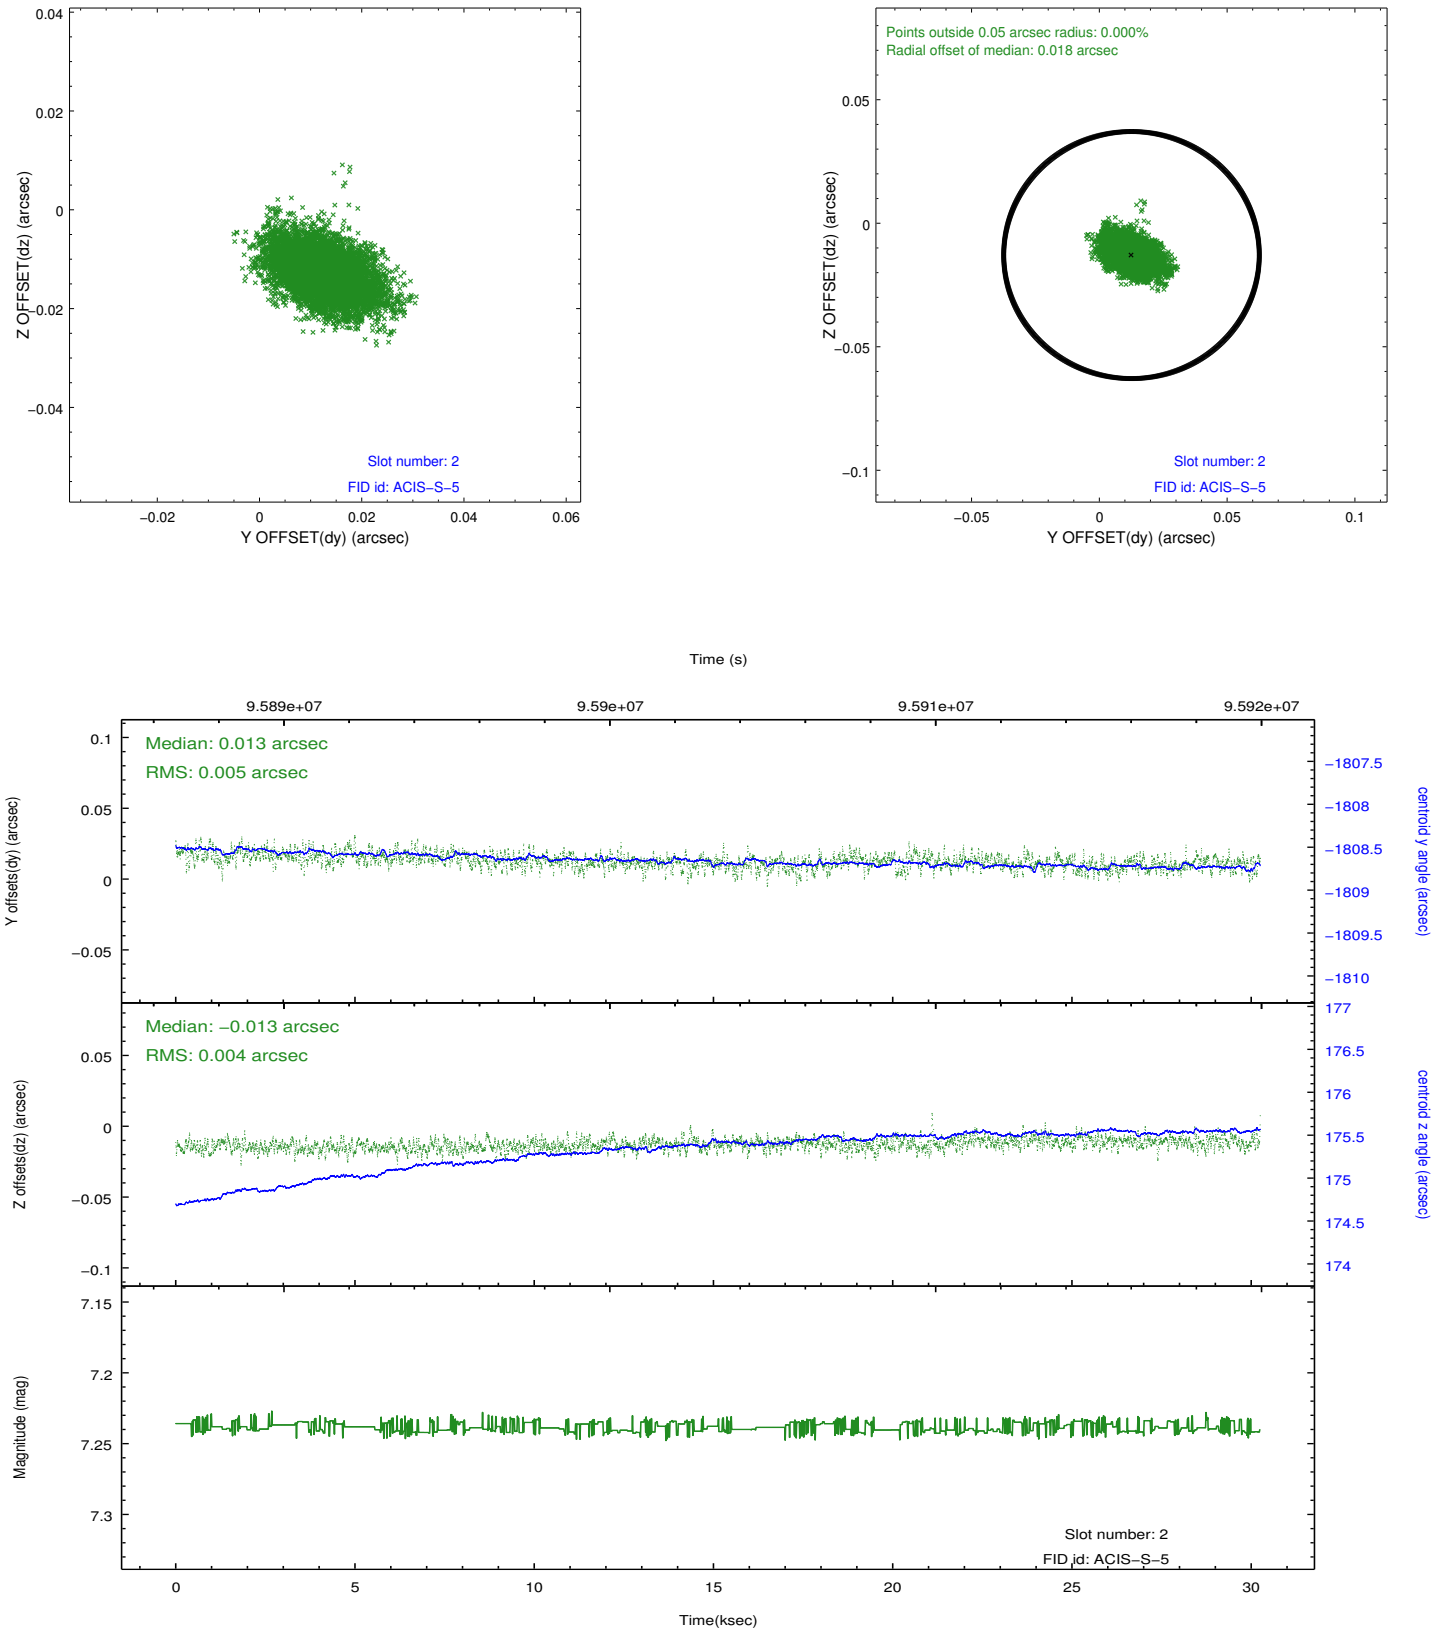 0.04
0.02
0
−0.02
−0.04
Z OFFSET(dz) (arcsec)
Slot number: 2
FID id: ACIS−S−5
−0.02
0
0.02
0.04
0.06
Y OFFSET(dy) (arcsec)
Points outside 0.05 arcsec radius: 0.000%
Radial offset of median: 0.018 arcsec
0.05
0
−0.05
−0.1
Z OFFSET(dz) (arcsec)
Slot number: 2
FID id: ACIS−S−5
−0.05
0
0.05
0.1
Y OFFSET(dy) (arcsec)
Time (s)
9.589e+07
9.59e+07
9.591e+07
9.592e+07
Median: 0.013 arcsec
RMS: 0.005 arcsec
0.1
0.05
0
−0.05
Y offsets(dy) (arcsec)
−1807.5
−1808
−1808.5
−1809
−1809.5
−1810
centroid y angle (arcsec)
Median: −0.013 arcsec
RMS: 0.004 arcsec
0.05
0
−0.05
−0.1
Z offsets(dz) (arcsec)
177
176.5
176
175.5
175
174.5
174
centroid z angle (arcsec)
7.15
7.2
7.25
7.3
Magnitude (mag)
Slot number: 2
FID id: ACIS−S−5
0
5
10
15
20
25
30
Time(ksec)